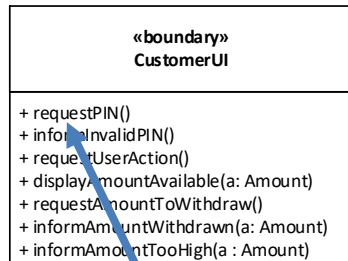 «boundary»
CustomerUI
+ requestPIN()
+ informInvalidPIN()
+ requestUserAction()
+ displayAmountAvailable(a: Amount)
+ requestAmountToWithdraw()
+ informAmountWithdrawn(a: Amount)
+ informAmountTooHigh(a : Amount)